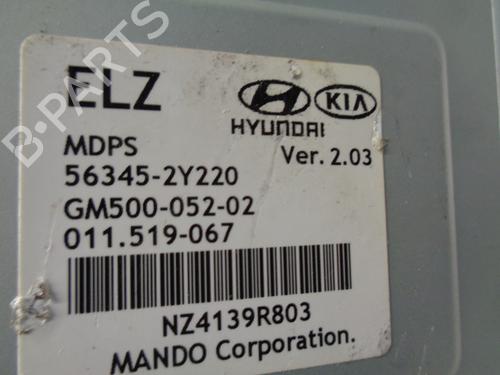 ELZ
HYUNDAI
KIA
MDPS
Ver. 2.03
56345-2Y220
GM500-052-02
011.519-067
NZ4139R803
MANDO Corporation.
B-PARTS